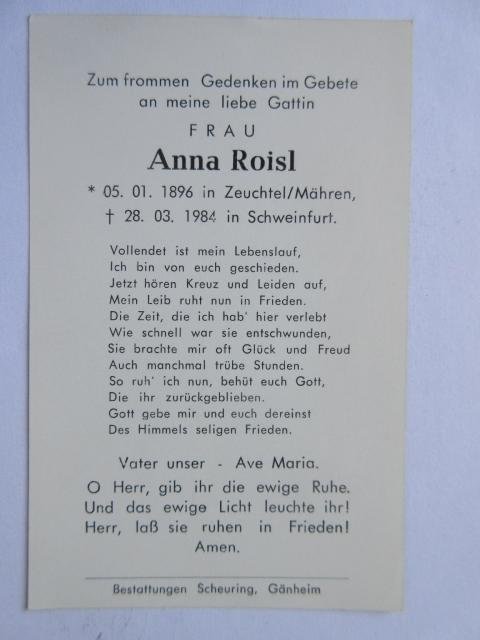 Zum frommen Gedenken im Gebete
an meine liebe Gattin
FRAU
Anna Roisl
* 05. 01. 1896 in Zeuchtel/Mähren,
† 28. 03. 1984 in Schweinfurt.
Vollendet ist mein Lebenslauf,
Ich bin von euch geschieden.
Jetzt hören Kreuz und Leiden auf,
Mein Leib ruht nun in Frieden.
Die Zeit, die ich hab' hier verlebt
Wie schnell war sie entschwunden,
Sie brachte mir oft Glück und Freud
Auch manchmal trübe Stunden.
So ruh' ich nun, behüt euch Gott,
Die ihr zurückgeblieben.
Gott gebe mir und euch dereinst
Des Himmels seligen Frieden.
Vater unser - Ave Maria.
O Herr, gib ihr die ewige Ruhe.
Und das ewige Licht leuchte ihr!
Herr, laß sie ruhen in Frieden!
Amen.
Bestattungen Scheuring, Gänheim